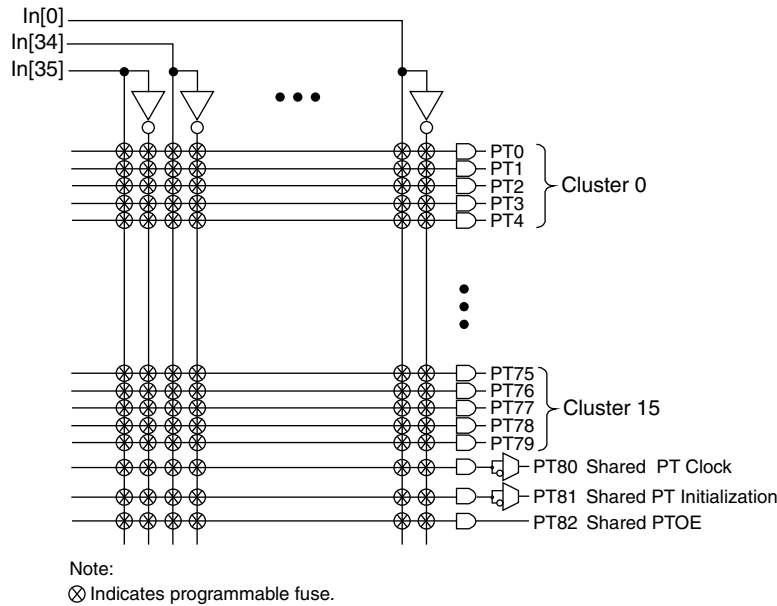 In[0]
In[34]
In[35]
PT0
PT1
PT2
PT3
PT4
Cluster 0
PT75
PT76
PT77
PT78
PT79
Cluster 15
PT80 Shared PT Clock
PT81 Shared PT Initialization
PT82 Shared PTOE
Note:
Indicates programmable fuse.